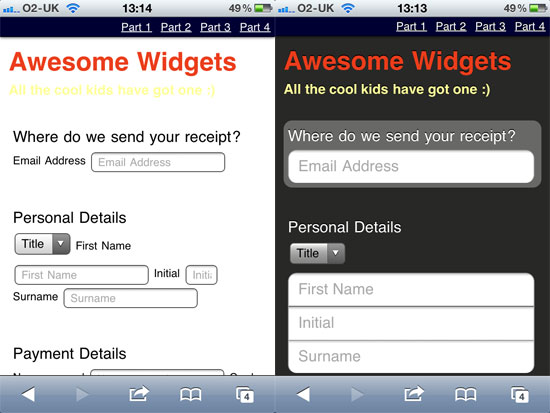 O2-UK 13:14 49%
Part 1 Part 2 Part 3 Part 4
Awesome Widgets
All the cool kids have got one :)
Where do we send your receipt?
Email Address Email Address
Personal Details
Title First Name
First Name Initial Initi
Surname Surname
Payment Details
4
O2-UK 13:13 49%
Part 1 Part 2 Part 3 Part 4
Awesome Widgets
All the cool kids have got one :)
Where do we send your receipt?
Email Address
Personal Details
Title
First Name
Initial
Surname
4